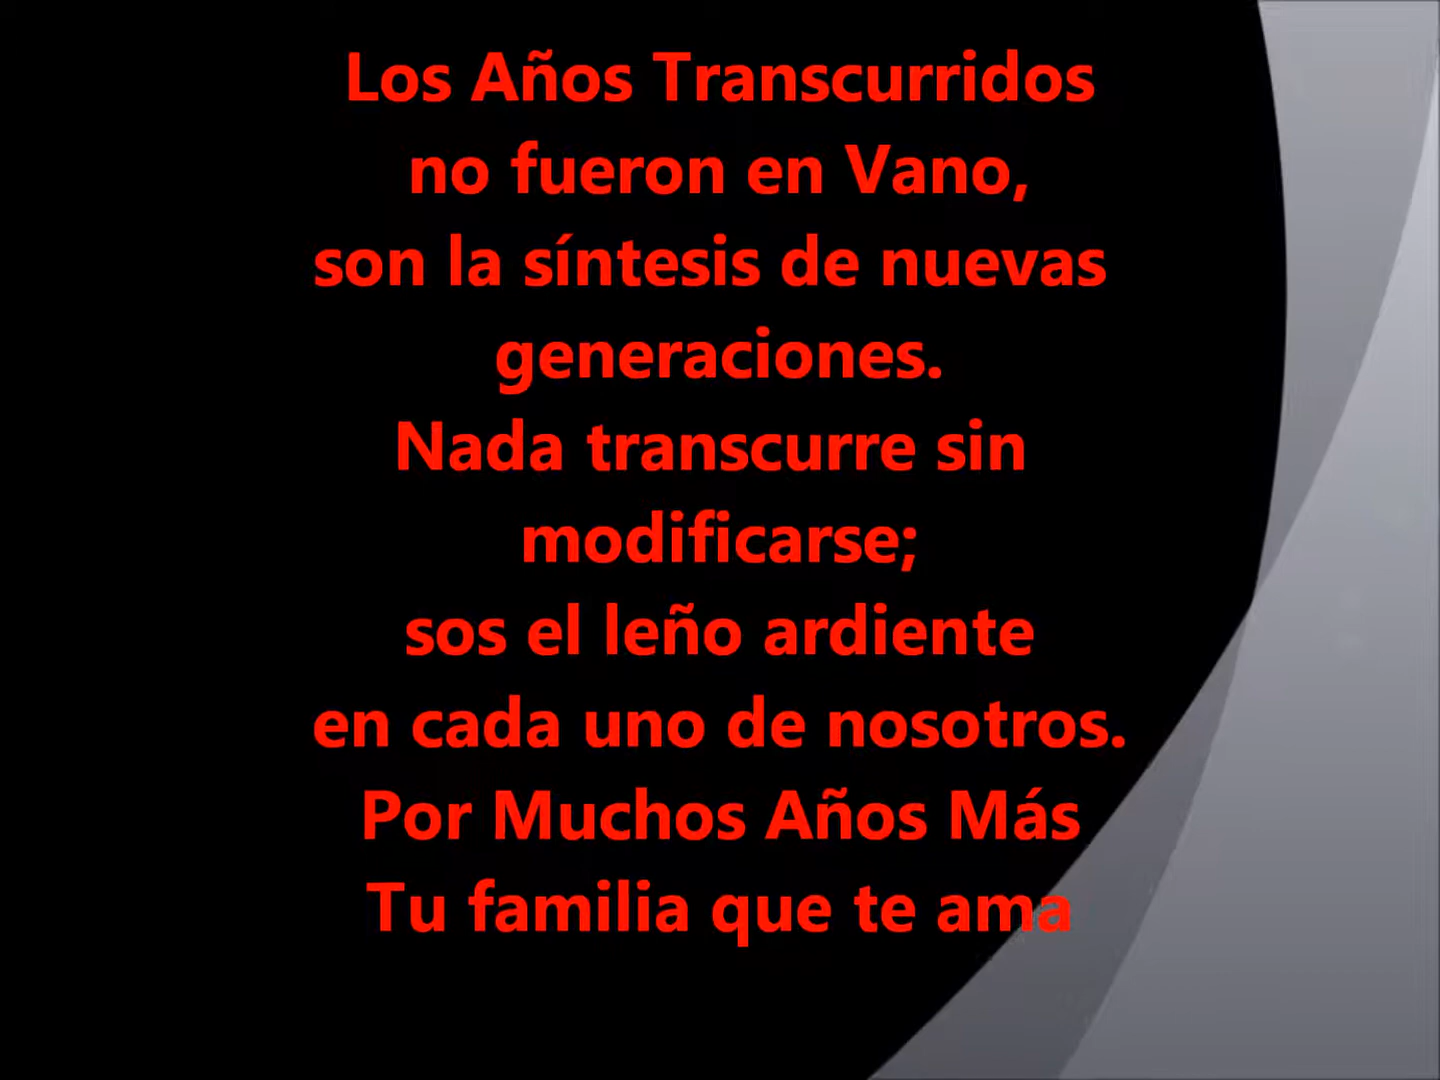 Los Años Transcurridos
no fueron en Vano,
son la síntesis de nuevas
generaciones.
Nada transcurre sin
modificarse;
sos el leño ardiente
en cada uno de nosotros.
Por Muchos Años Más
Tu familia que te ama